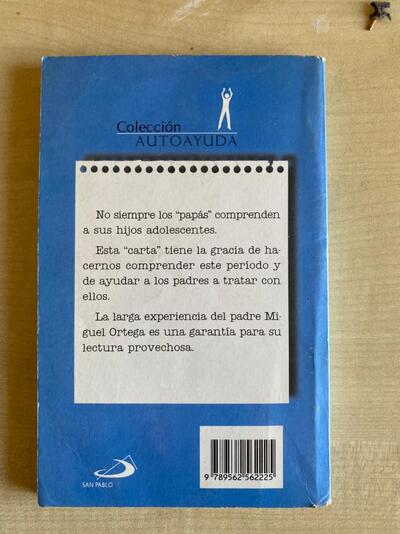 Colección
AUTOAYUDA
No siempre los “papás” comprenden
a sus hijos adolescentes.
Esta “carta” tiene la gracia de ha-
cernos comprender este período y
de ayudar a los padres a tratar con
ellos.
La larga experiencia del padre Mi-
guel Ortega es una garantía para su
lectura provechosa.
SAN PABLO
9 789562 562225